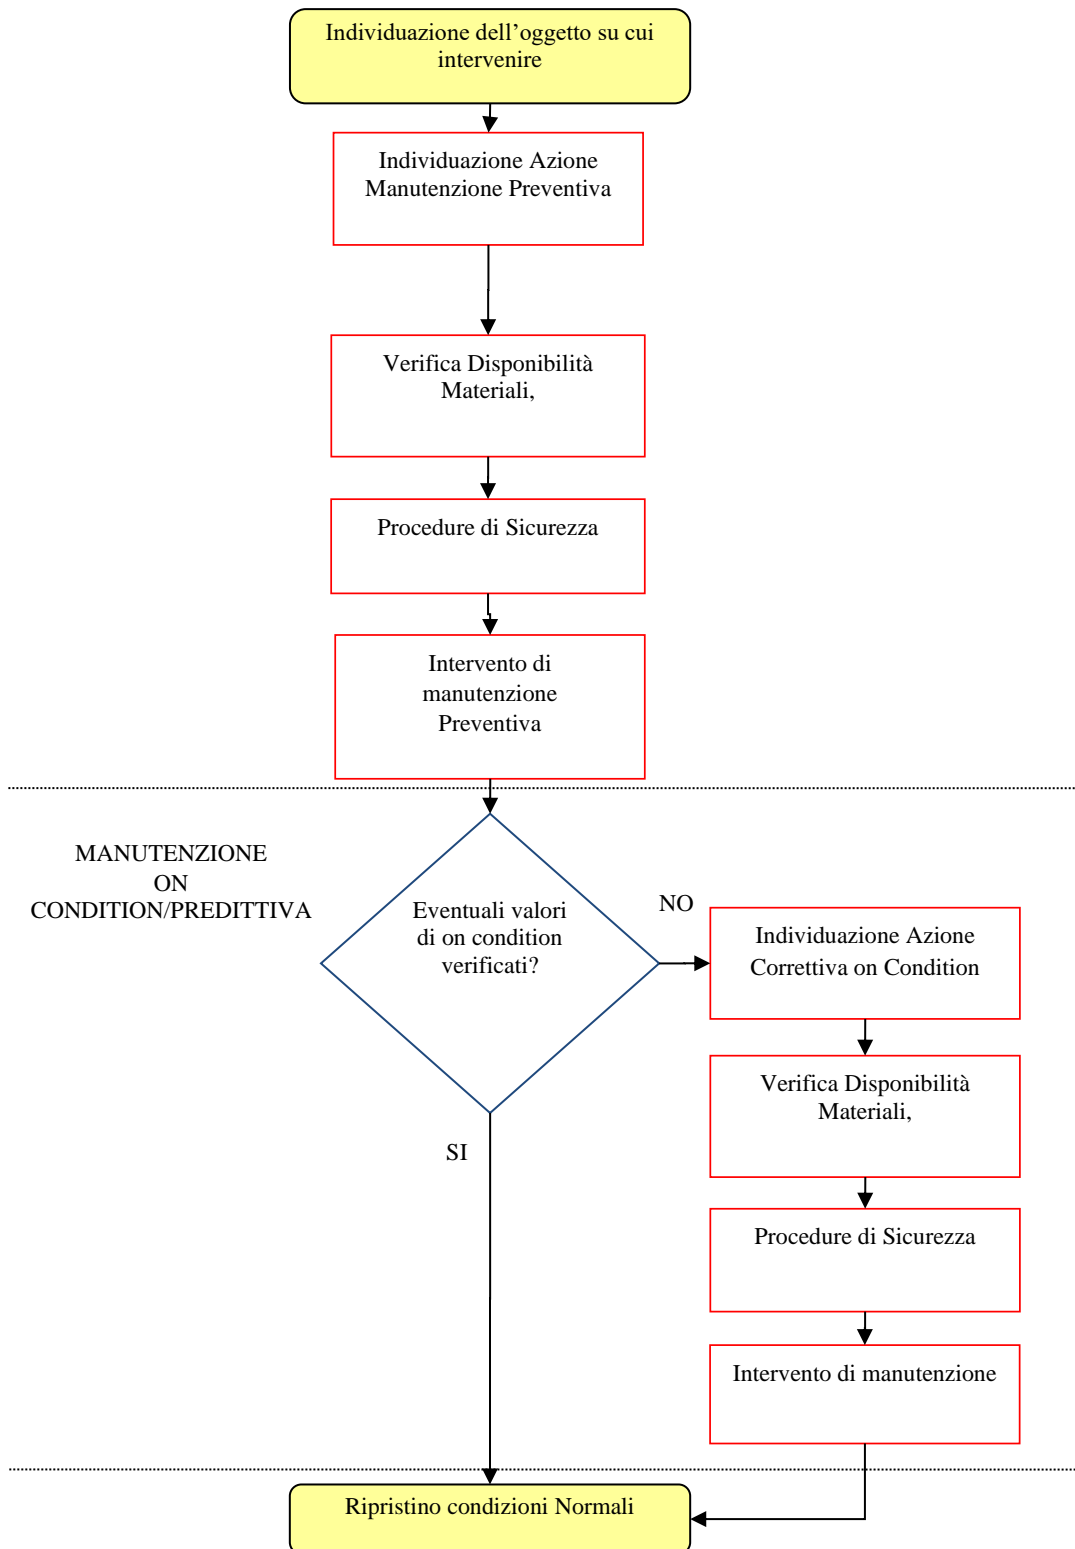 Individuazione dell’oggetto su cui
intervenire
Individuazione Azione
Manutenzione Preventiva
Verifica Disponibilità
Materiali,
Procedure di Sicurezza
Intervento di
manutenzione
Preventiva
MANUTENZIONE
ON
CONDITION/PREDITTIVA
Eventuali valori
di on condition
verificati?
NO
Individuazione Azione
Correttiva on Condition
Verifica Disponibilità
Materiali,
SI
Procedure di Sicurezza
Intervento di manutenzione
Ripristino condizioni Normali